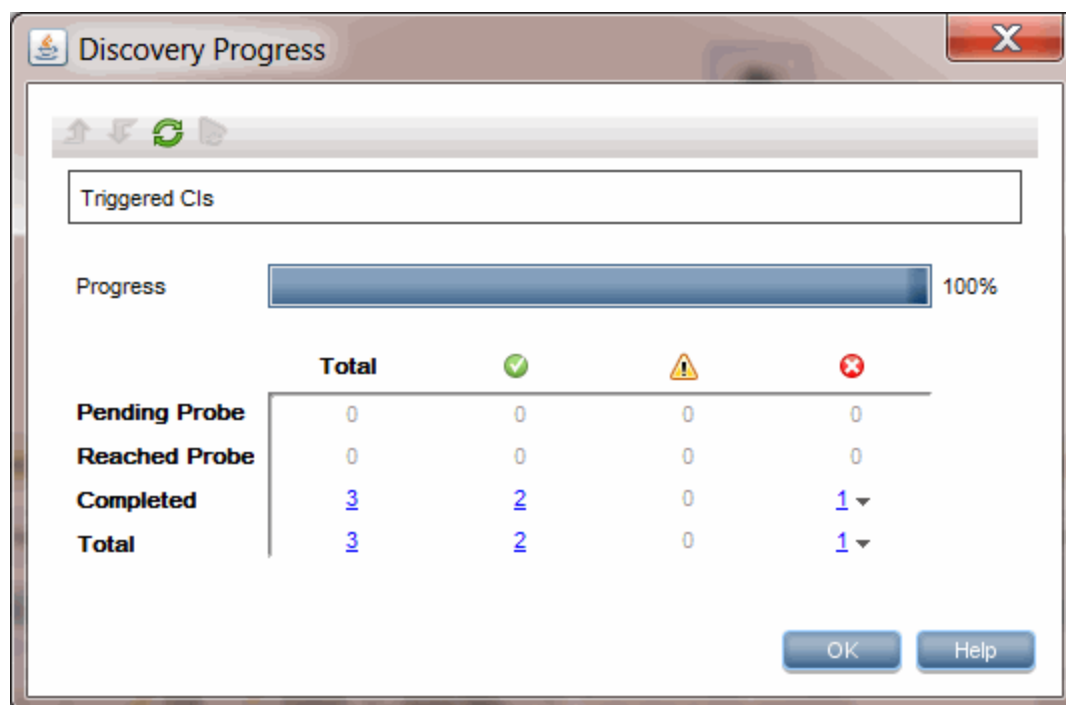 Discovery Progress
Triggered CIs
Progress 100%
Total
Pending Probe 0 0 0 0
Reached Probe 0 0 0 0
Completed 3 2 0 1
Total 3 2 0 1
OK Help